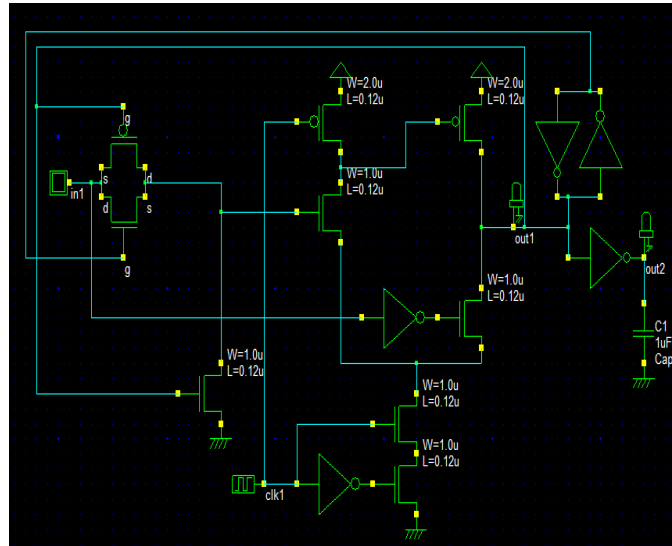 W=2.0u
L=0.12u
W=2.0u
L=0.12u
g
s
d
in1
d
s
W=1.0u
L=0.12u
out1
out2
g
W=1.0u
L=0.12u
C1
1uF
Cap
W=1.0u
L=0.12u
W=1.0u
L=0.12u
W=1.0u
L=0.12u
clk1